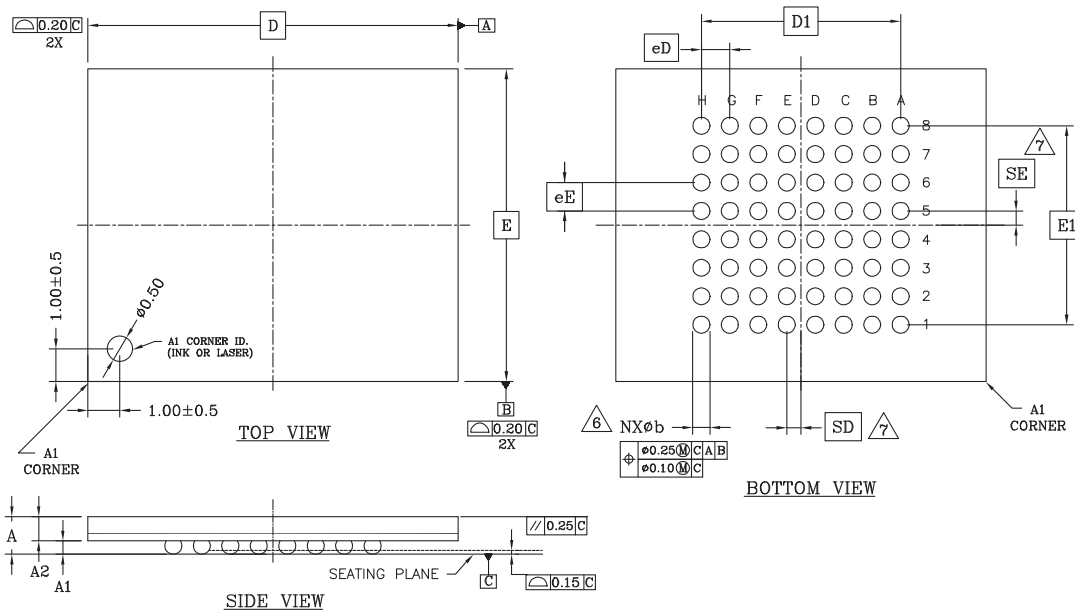 ⌓ 0.20 C
2X
D
A
1.00±0.5
ø0.50
A1 CORNER ID.
(INK OR LASER)
1.00±0.5
A1
CORNER
TOP VIEW
E
B
⌓ 0.20 C
2X
D1
eD
H G F E D C B A
8
7
6
5
4
3
2
1
eE
7
SE
E1
6 NXøb
⌖ ø0.25Ⓜ C A B
ø0.10Ⓜ C
SD 7
A1
CORNER
BOTTOM VIEW
A
A2
A1
// 0.25 C
SEATING PLANE
C
⌓ 0.15 C
SIDE VIEW